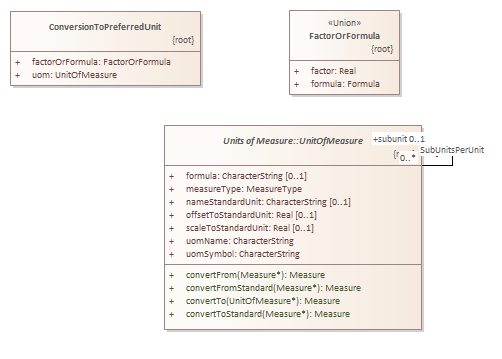 ConversionToPreferredUnit
{root}
+ factorOrFormula: FactorOrFormula
+ uom: UnitOfMeasure
«Union»
FactorOrFormula
{root}
+ factor: Real
+ formula: Formula
Units of Measure::UnitOfMeasure
+subunit 0..1
SubUnitsPerUnit
0..*
+ formula: CharacterString [0..1]
+ measureType: MeasureType
+ nameStandardUnit: CharacterString [0..1]
+ offsetToStandardUnit: Real [0..1]
+ scaleToStandardUnit: Real [0..1]
+ uomName: CharacterString
+ uomSymbol: CharacterString
+ convertFrom(Measure*): Measure
+ convertFromStandard(Measure*): Measure
+ convertTo(UnitOfMeasure*): Measure
+ convertToStandard(Measure*): Measure